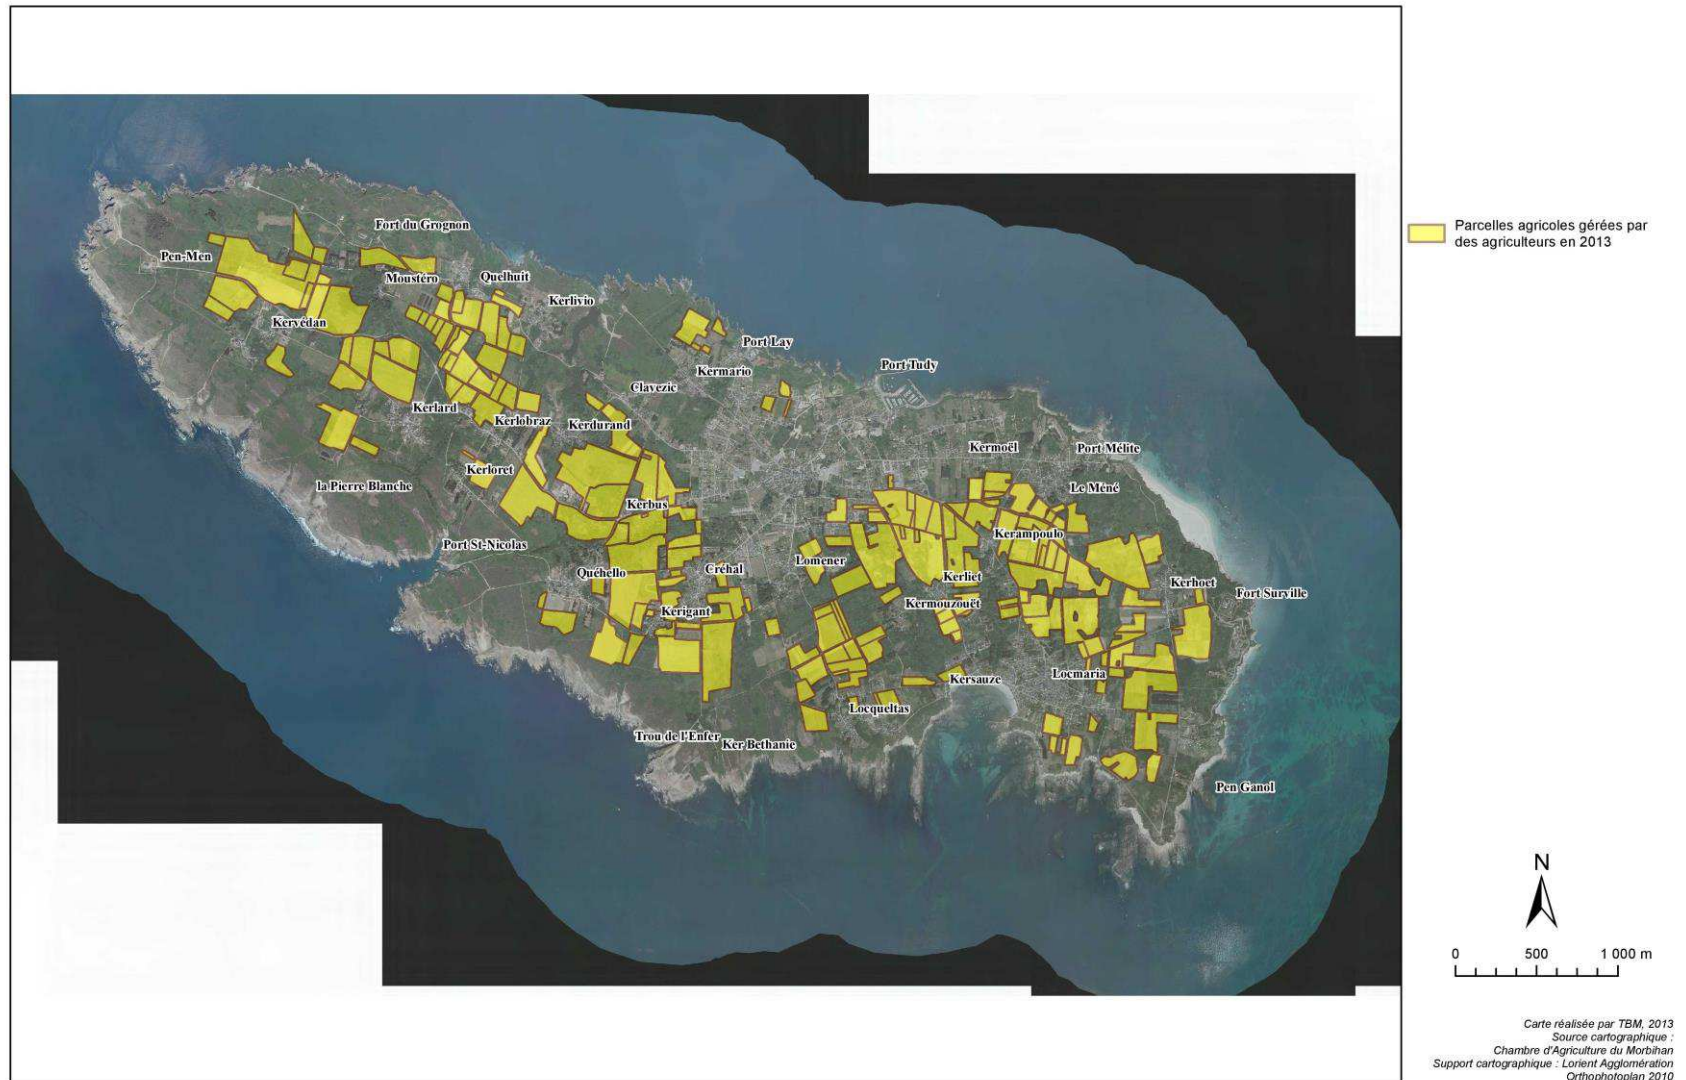 Fort du Grognon
Pen-Men
Moustéro
Quelhuit
Kerlivio
Kervédan
Port Lay
Port Tudy
Kermario
Clavezic
Kerlard
Kerlobraz
Kerdurand
Kermoël
Port Mélite
Kerloret
la Pierre Blanche
Le Méné
Kerbus
Kerampoulo
Port St-Nicolas
Lomener
Quéhello
Créhal
Kerliet
Kerhoet
Fort Surville
Kermouzouët
Kerigant
Locmaria
Kersauze
Locqueltas
Trou de l'Enfer
Ker Bethanie
Pen Ganol
Parcelles agricoles gérées par
des agriculteurs en 2013
N
0 500 1 000 m
Carte réalisée par TBM, 2013
Source cartographique :
Chambre d'Agriculture du Morbihan
Support cartographique : Lorient Agglomération
Orthophotoplan 2010